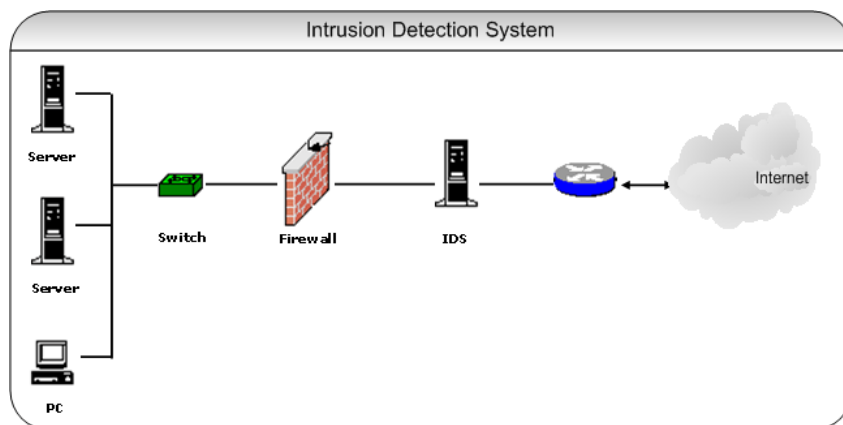 Intrusion Detection System
Server
Server
PC
Switch
Firewall
IDS
Internet